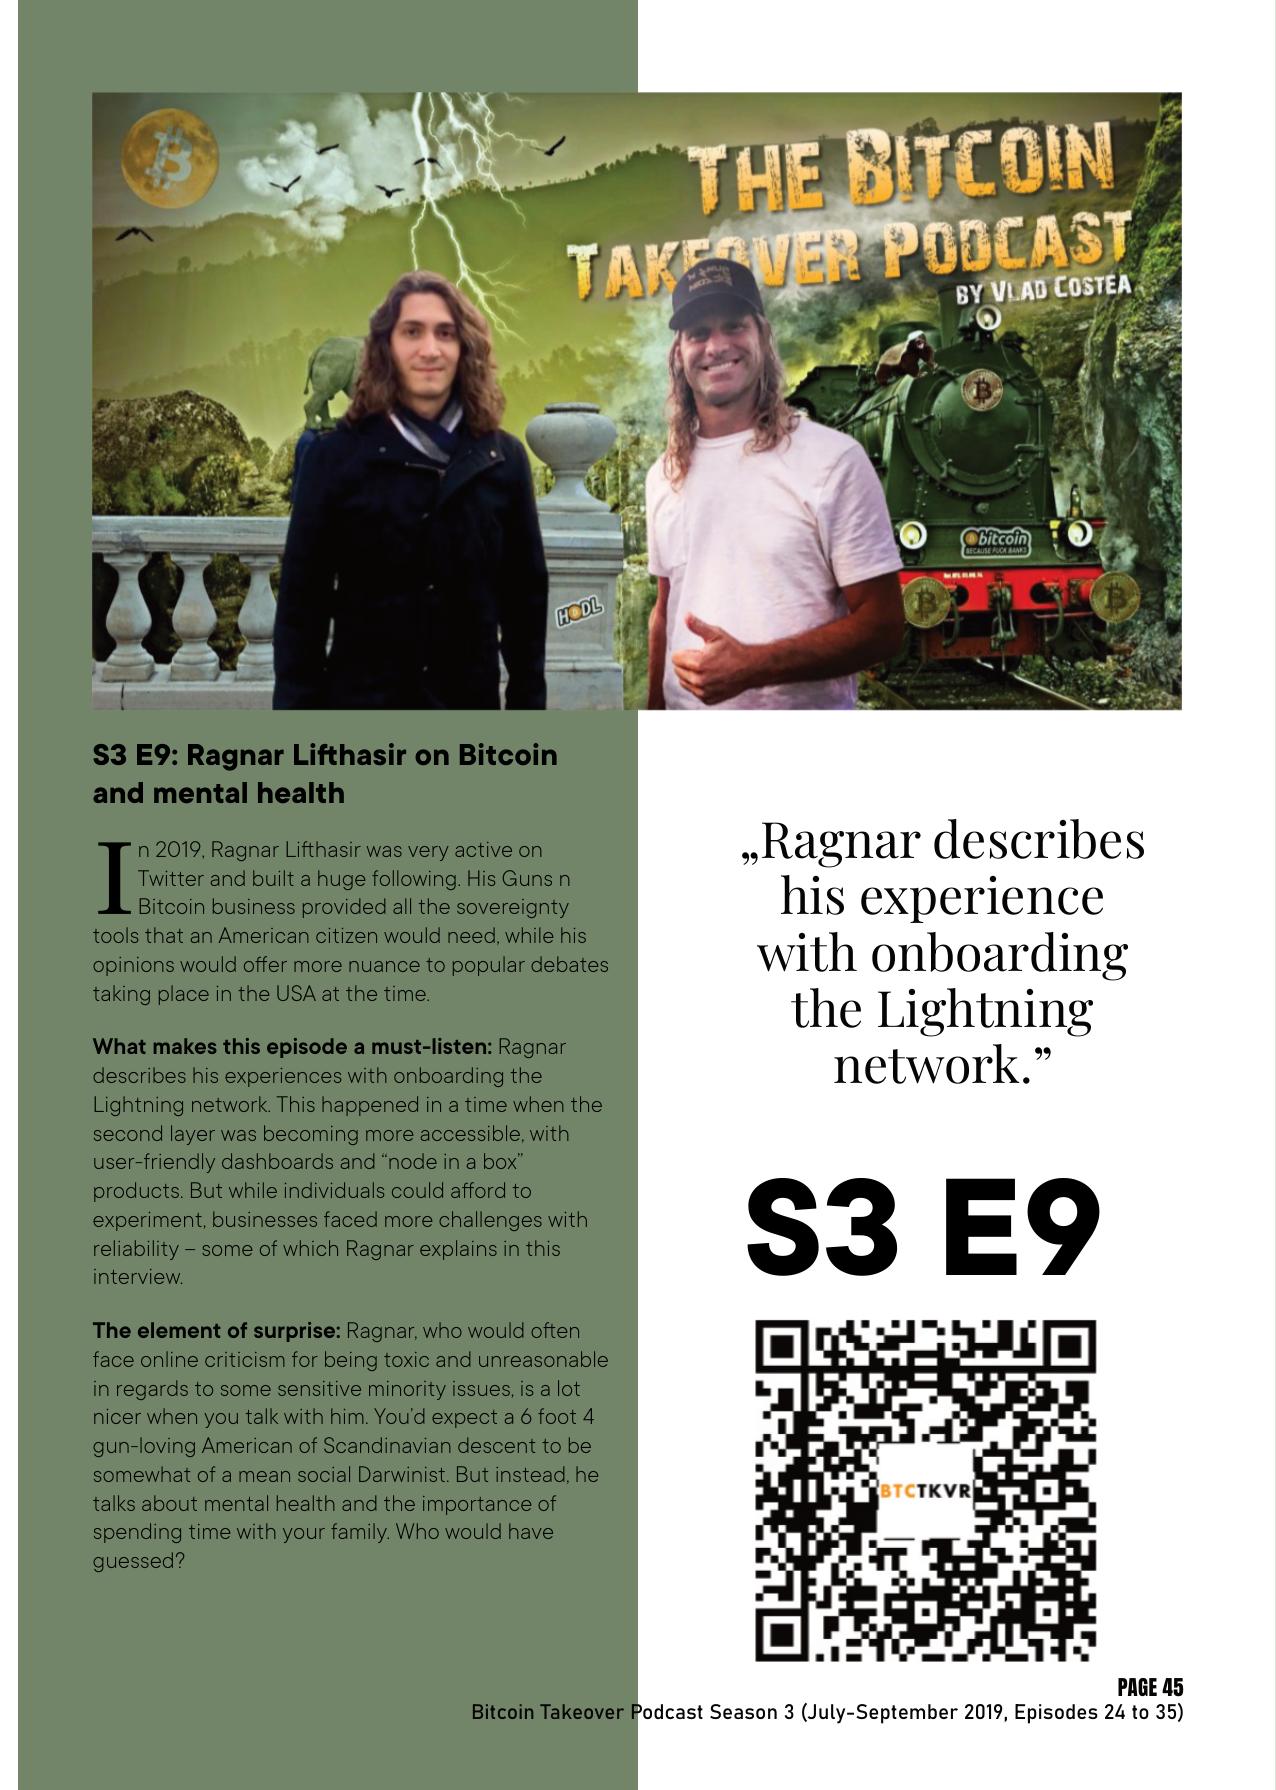 THE BITCOIN
TAKEOVER PODCAST
BY VLAD COSTEA
bitcoin
BECAUSE FUCK BANKS
HODL
S3 E9: Ragnar Lifthasir on Bitcoin
and mental health
In 2019, Ragnar Lifthasir was very active on
Twitter and built a huge following. His Guns n
Bitcoin business provided all the sovereignty
tools that an American citizen would need, while his
opinions would offer more nuance to popular debates
taking place in the USA at the time.
What makes this episode a must-listen: Ragnar
describes his experiences with onboarding the
Lightning network. This happened in a time when the
second layer was becoming more accessible, with
user-friendly dashboards and “node in a box”
products. But while individuals could afford to
experiment, businesses faced more challenges with
reliability – some of which Ragnar explains in this
interview.
The element of surprise: Ragnar, who would often
face online criticism for being toxic and unreasonable
in regards to some sensitive minority issues, is a lot
nicer when you talk with him. You’d expect a 6 foot 4
gun-loving American of Scandinavian descent to be
somewhat of a mean social Darwinist. But instead, he
talks about mental health and the importance of
spending time with your family. Who would have
guessed?
„Ragnar describes
his experience
with onboarding
the Lightning
network.”
S3 E9
BTCTKVR
PAGE 45
Bitcoin Takeover Podcast Season 3 (July-September 2019, Episodes 24 to 35)